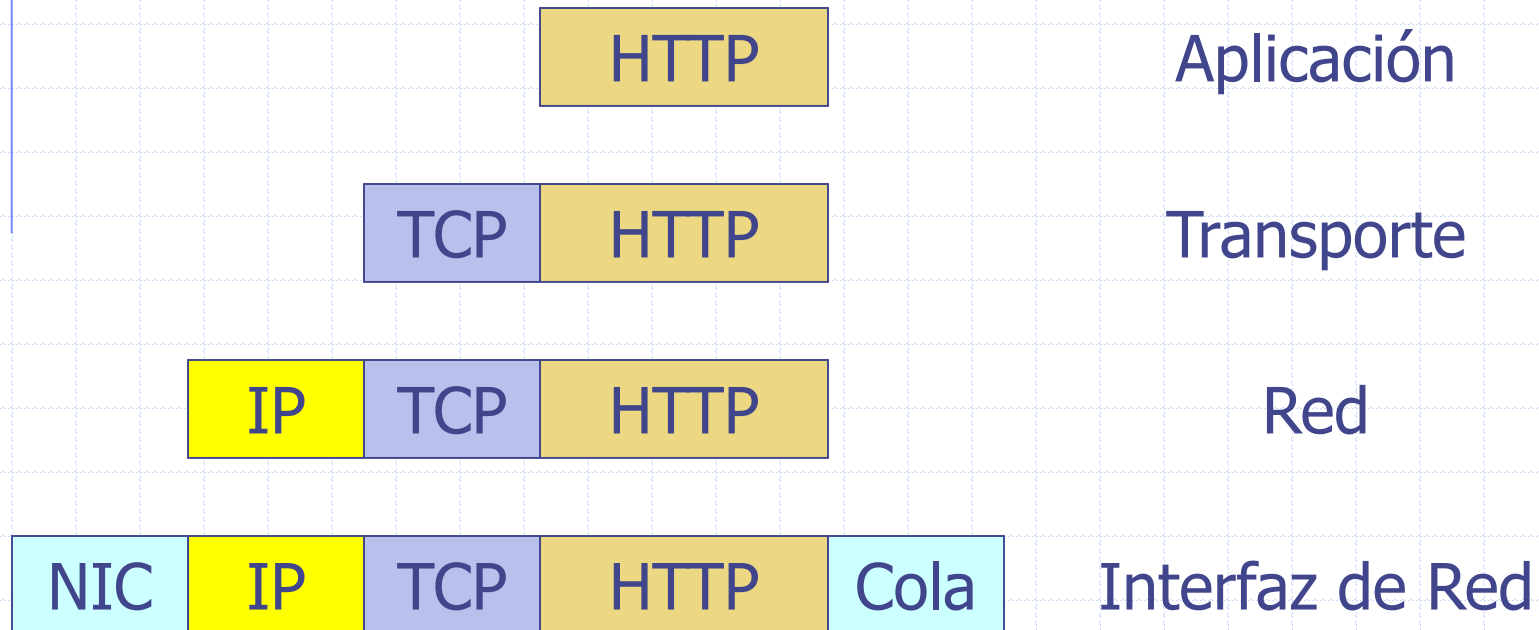 HTTP Aplicación
TCP HTTP Transporte
IP TCP HTTP Red
NIC IP TCP HTTP Cola Interfaz de Red